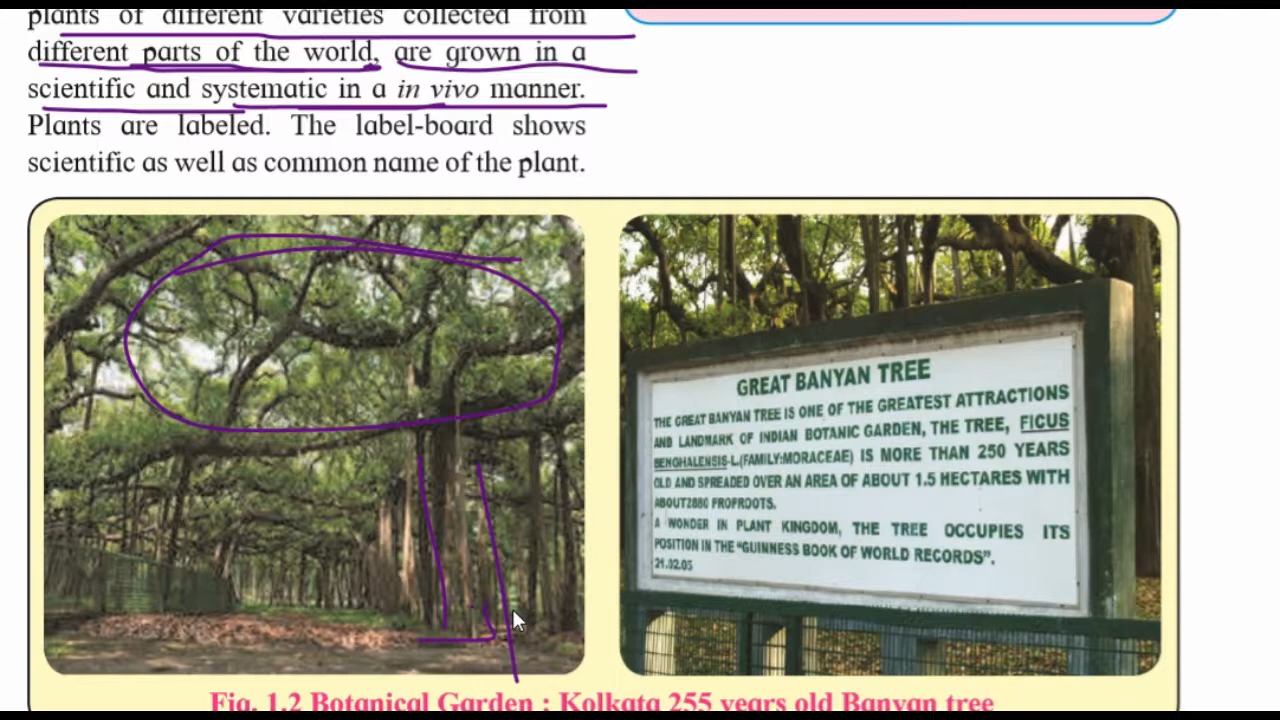 plants of different varieties collected from
different parts of the world, are grown in a
scientific and systematic in a in vivo manner.
Plants are labeled. The label-board shows
scientific as well as common name of the plant.
GREAT BANYAN TREE
THE GREAT BANYAN TREE IS ONE OF THE GREATEST ATTRACTIONS
AND LANDMARK OF INDIAN BOTANIC GARDEN, THE TREE, FICUS
BENGHALENSIS-L.(FAMILY:MORACEAE) IS MORE THAN 250 YEARS
OLD AND SPREADED OVER AN AREA OF ABOUT 1.5 HECTARES WITH
ABOUT2880 PROPROOTS.
A WONDER IN PLANT KINGDOM, THE TREE OCCUPIES ITS
POSITION IN THE "GUINNESS BOOK OF WORLD RECORDS".
21.02.05
Fig. 1.2 Botanical Garden : Kolkata 255 years old Banyan tree